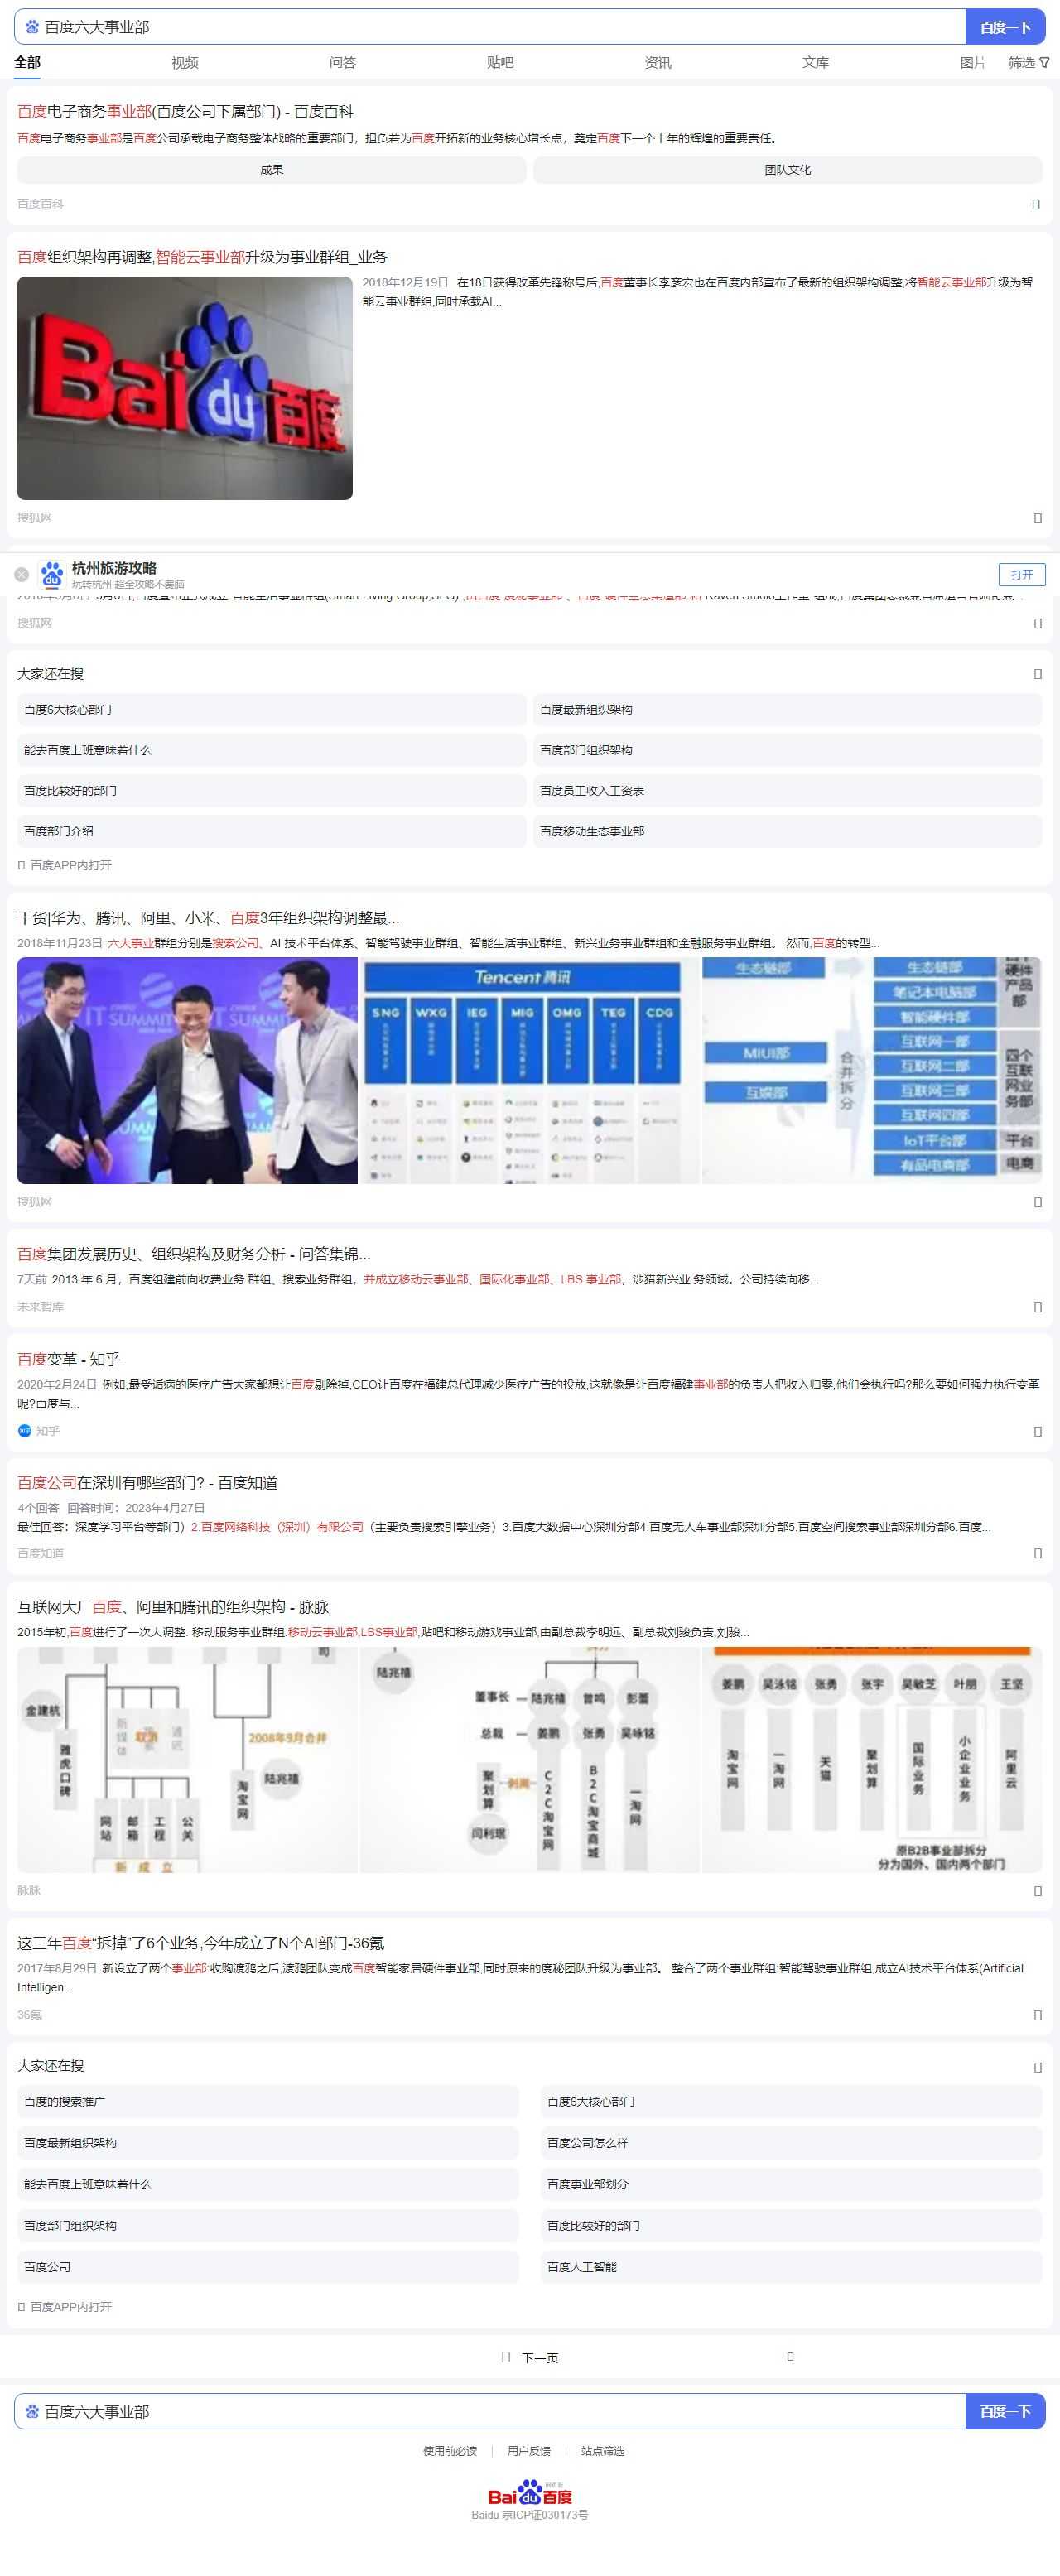 百度六大事业部
百度一下
全部 视频 问答 贴吧 资讯 文库 图片 筛选
百度电子商务事业部(百度公司下属部门) - 百度百科
百度电子商务事业部是百度公司承载电子商务整体战略的重要部门，担负着为百度开拓新的业务核心增长点，奠定百度下一个十年的辉煌的重要责任。
成果 团队文化
百度百科
百度组织架构再调整,智能云事业部升级为事业群组_业务
2018年12月19日 在18日获得改革先锋称号后,百度董事长李彦宏也在百度内部宣布了最新的组织架构调整,将智能云事业部升级为智
能云事业群组,同时承载AI...
Baidu百度
搜狐网
杭州旅游攻略
玩转杭州 超全攻略不费脑
打开
搜狐网
大家还在搜
百度6大核心部门 百度最新组织架构
能去百度上班意味着什么 百度部门组织架构
百度比较好的部门 百度员工收入工资表
百度部门介绍 百度移动生态事业部
百度APP内打开
干货|华为、腾讯、阿里、小米、百度3年组织架构调整最...
2018年11月23日 六大事业群组分别是搜索公司、AI 技术平台体系、智能驾驶事业群组、智能生活事业群组、新兴业务事业群组和金融服务事业群组。 然而,百度的转型...
IT SUMMIT
Tencent 腾讯
SNG WXG IEG MIG OMG TEG CDG
生态链部
MIUI部
互娱部
合并拆分
生态链部
笔记本电脑部
智能硬件部
互联网一部
互联网二部
互联网三部
互联网四部
IoT平台部
有品电商部
硬件产品部
四个互联网业务部
平台
电商
搜狐网
百度集团发展历史、组织架构及财务分析 - 问答集锦...
7天前 2013 年 6 月，百度组建前向收费业务 群组、搜索业务群组，并成立移动云事业部、国际化事业部、LBS 事业部，涉猎新兴业 务领域。公司持续向移...
未来智库
百度变革 - 知乎
2020年2月24日 例如,最受诟病的医疗广告大家都想让百度剔除掉,CEO让百度在福建总代理减少医疗广告的投放,这就像是让百度福建事业部的负责人把收入归零,他们会执行吗?那么要如何强力执行变革
呢?百度与...
知乎
百度公司在深圳有哪些部门? - 百度知道
4个回答 回答时间：2023年4月27日
最佳回答：深度学习平台等部门）2.百度网络科技（深圳）有限公司（主要负责搜索引擎业务）3.百度大数据中心深圳分部4.百度无人车事业部深圳分部5.百度空间搜索事业部深圳分部6.百度...
百度知道
互联网大厂百度、阿里和腾讯的组织架构 - 脉脉
2015年初,百度进行了一次大调整: 移动服务事业群组:移动云事业部,LBS事业部,贴吧和移动游戏事业部,由副总裁李明远、副总裁刘骏负责,刘骏...
司
金建杭
雅虎口碑
取消
2008年9月合并
陆兆禧
淘宝网
网站 邮箱 工程 公关
新成立
陆兆禧
董事长 陆兆禧 曾鸣 彭蕾
总裁 姜鹏 张勇 吴咏铭
聚划算
剥离
闫利珉
C2C淘宝网
B2C淘宝商城
一淘网
姜鹏 吴泳铭 张勇 张宇 吴敏芝 叶朋 王坚
淘宝网 一淘网 天猫 聚划算 国际业务 小企业业务 阿里云
原B2B事业部拆分
分为国外、国内两个部门
脉脉
这三年百度“拆掉”了6个业务,今年成立了N个AI部门-36氪
2017年8月29日 新设立了两个事业部:收购渡鸦之后,渡鸦团队变成百度智能家居硬件事业部,同时原来的度秘团队升级为事业部。 整合了两个事业群组:智能驾驶事业群组,成立AI技术平台体系(Artificial
Intelligen...
36氪
大家还在搜
百度的搜索推广 百度6大核心部门
百度最新组织架构 百度公司怎么样
能去百度上班意味着什么 百度事业部划分
百度部门组织架构 百度比较好的部门
百度公司 百度人工智能
百度APP内打开
下一页
百度六大事业部
百度一下
使用前必读 | 用户反馈 | 站点筛选
Baidu百度
Baidu 京ICP证030173号